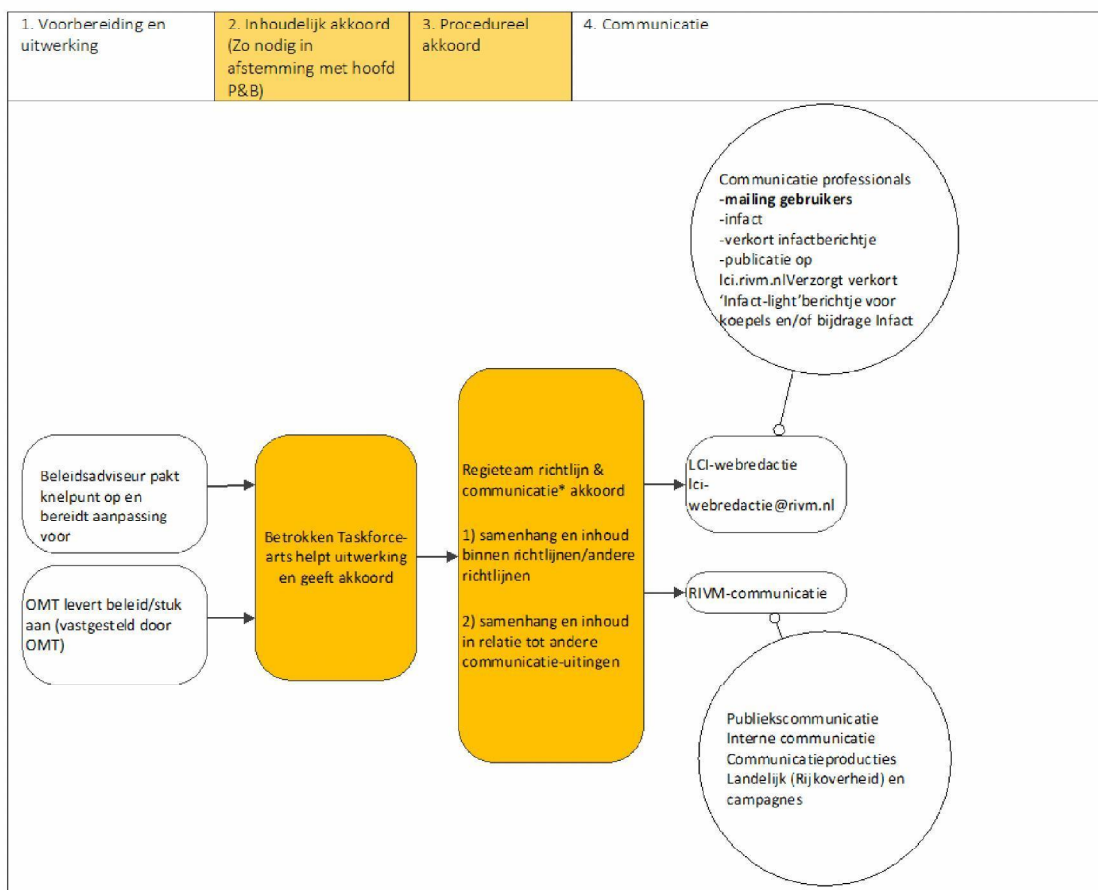 1. Voorbereiding en
uitwerking
2. Inhoudelijk akkoord
(Zo nodig in
afstemming met hoofd
P&B)
3. Procedureel
akkoord
4. Communicatie
Communicatie professionals
-mailing gebruikers
-infact
-verkort infactberichtje
-publicatie op
lci.rivm.nlVerzorgt verkort
‘Infact-light’berichtje voor
koepels en/of bijdrage Infact
Beleidsadviseur pakt
knelpunt op en
bereidt aanpassing
voor
OMT levert beleid/stuk
aan (vastgesteld door
OMT)
Betrokken Taskforce-
arts helpt uitwerking
en geeft akkoord
Regieteam richtlijn &
communicatie* akkoord
1) samenhang en inhoud
binnen richtlijnen/andere
richtlijnen
2) samenhang en inhoud
in relatie tot andere
communicatie-uitingen
LCI-webredactie
lci-
webredactie@rivm.nl
RIVM-communicatie
Publiekscommunicatie
Interne communicatie
Communicatieproducties
Landelijk (Rijkoverheid) en
campagnes